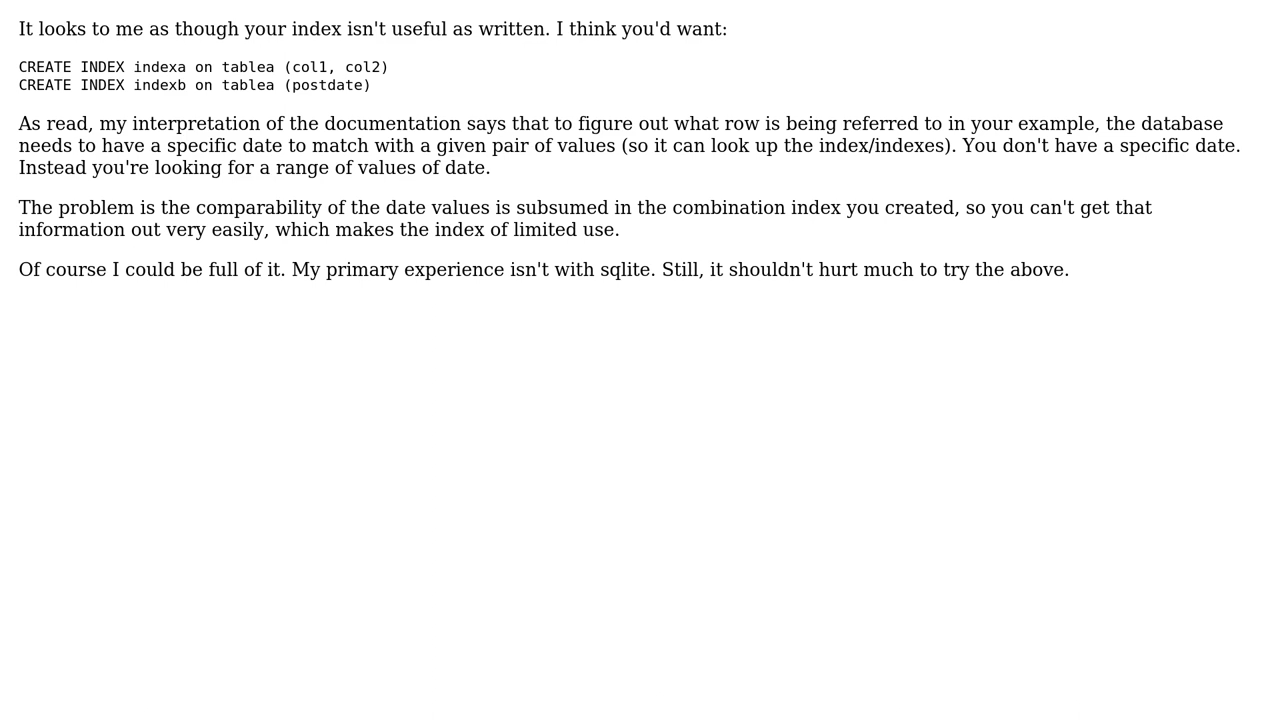 It looks to me as though your index isn't useful as written. I think you'd want:
CREATE INDEX indexa on tablea (col1, col2)
CREATE INDEX indexb on tablea (postdate)
As read, my interpretation of the documentation says that to figure out what row is being referred to in your example, the database
needs to have a specific date to match with a given pair of values (so it can look up the index/indexes). You don't have a specific date.
Instead you're looking for a range of values of date.
The problem is the comparability of the date values is subsumed in the combination index you created, so you can't get that
information out very easily, which makes the index of limited use.
Of course I could be full of it. My primary experience isn't with sqlite. Still, it shouldn't hurt much to try the above.